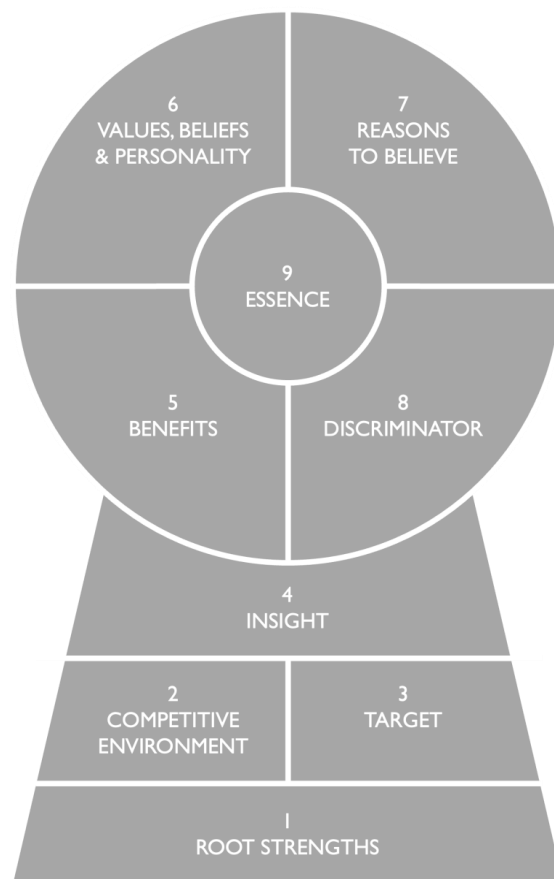 6
VALUES, BELIEFS
& PERSONALITY
7
REASONS
TO BELIEVE
9
ESSENCE
5
BENEFITS
8
DISCRIMINATOR
4
INSIGHT
2
COMPETITIVE
ENVIRONMENT
3
TARGET
1
ROOT STRENGTHS